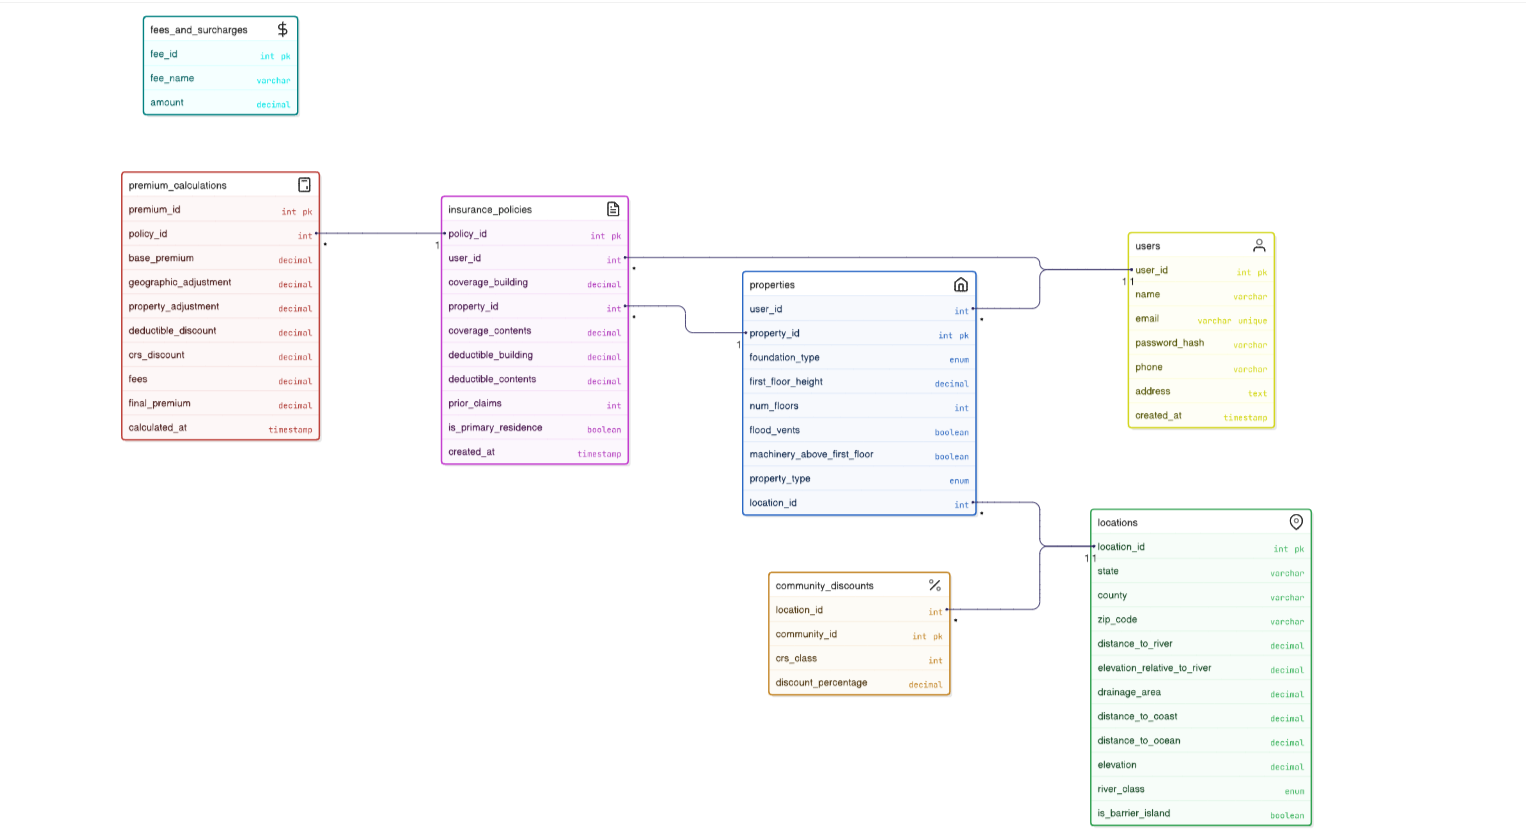 fees_and_surcharges
fee_id int pk
fee_name varchar
amount decimal
premium_calculations
premium_id int pk
policy_id int
base_premium decimal
geographic_adjustment decimal
property_adjustment decimal
deductible_discount decimal
crs_discount decimal
fees decimal
final_premium decimal
calculated_at timestamp
*
1
insurance_policies
policy_id int pk
user_id int
coverage_building decimal
property_id int
coverage_contents decimal
deductible_building decimal
deductible_contents decimal
prior_claims int
is_primary_residence boolean
created_at timestamp
*
*
1
properties
user_id int
property_id int pk
foundation_type enum
first_floor_height decimal
num_floors int
flood_vents boolean
machinery_above_first_floor boolean
property_type enum
location_id int
*
*
1 1
users
user_id int pk
name varchar
email varchar unique
password_hash varchar
phone varchar
address text
created_at timestamp
community_discounts
location_id int
community_id int pk
crs_class int
discount_percentage decimal
*
1 1
locations
location_id int pk
state varchar
county varchar
zip_code varchar
distance_to_river decimal
elevation_relative_to_river decimal
drainage_area decimal
distance_to_coast decimal
distance_to_ocean decimal
elevation decimal
river_class enum
is_barrier_island boolean